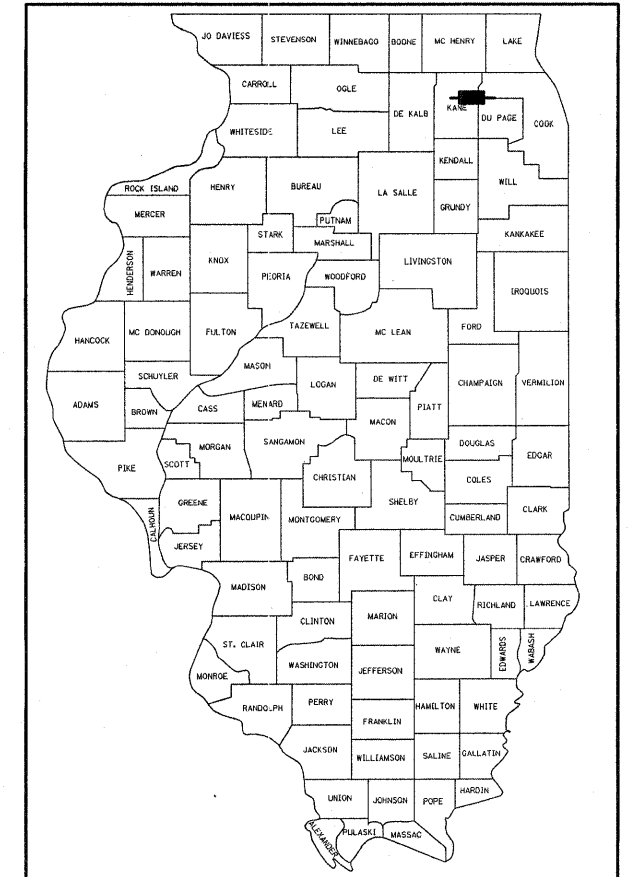 JO DAVIESS
STEVENSON
WINNEBAGO
BOONE
MC HENRY
LAKE
CARROLL
OGLE
DE KALB
KANE
DU PAGE
COOK
WHITESIDE
LEE
KENDALL
WILL
ROCK ISLAND
HENRY
BUREAU
LA SALLE
GRUNDY
MERCER
PUTNAM
KANKAKEE
STARK
MARSHALL
HENDERSON
WARREN
KNOX
PEORIA
WOODFORD
LIVINGSTON
IROQUOIS
HANCOCK
MC DONOUGH
FULTON
TAZEWELL
MC LEAN
FORD
MASON
SCHUYLER
LOGAN
DE WITT
CHAMPAIGN
VERMILION
ADAMS
BROWN
CASS
MENARD
PIATT
MACON
MORGAN
SANGAMON
DOUGLAS
EDGAR
PIKE
SCOTT
MOULTRIE
CHRISTIAN
COLES
GREENE
MACOUPIN
SHELBY
CALHOUN
MONTGOMERY
CUMBERLAND
CLARK
JERSEY
FAYETTE
EFFINGHAM
JASPER
CRAWFORD
MADISON
BOND
CLAY
RICHLAND
LAWRENCE
CLINTON
MARION
ST. CLAIR
WAYNE
EDWARDS
WABASH
WASHINGTON
JEFFERSON
MONROE
RANDOLPH
PERRY
HAMILTON
WHITE
FRANKLIN
JACKSON
WILLIAMSON
SALINE
GALLATIN
UNION
JOHNSON
POPE
HARDIN
ALEXANDER
PULASKI
MASSAC